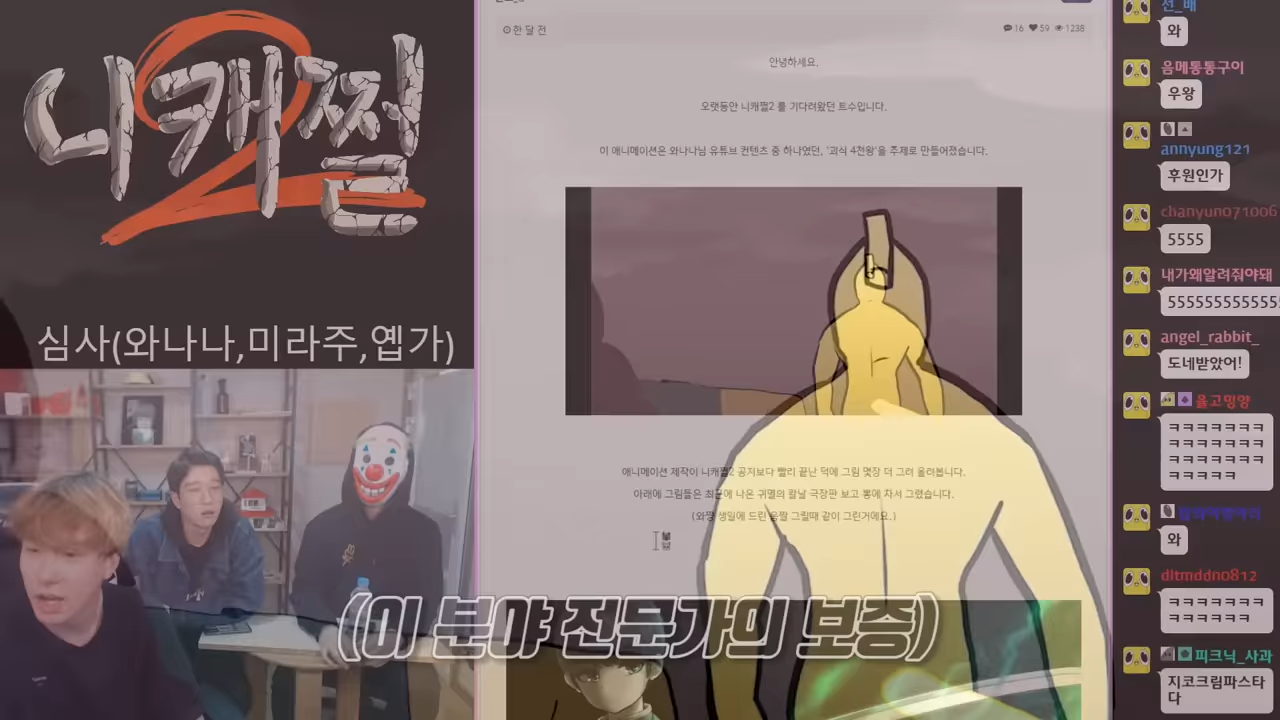 니캐쩔
2
심사(와나나,미라주,옙가)
한 달 전
16 59 1238
안녕하세요.
오랫동안 니캐쩔2 를 기다려왔던 트수입니다.
이 애니메이션은 와나나님 유튜브 컨텐츠 중 하나였던, '괴식 4천왕'을 주제로 만들어졌습니다.
애니메이션 제작이 니캐쩔2 공지보다 빨리 끝난 덕에 그림 몇장 더 그려 올려봅니다.
아래에 그림들은 최근에 나온 귀멸의 칼날 극장판 보고 뽕에 차서 그렸습니다.
생일에 드린 움짤 그릴때 같이 그린거에요.)
(이 분야 전문가의 보증)
선_배
와
음메통통구이
우왕
annyung121
후원인가
chanyun071006
5555
내가왜알려줘야돼
5555555555555
angel_rabbit_
도네받았어!
율고밍양
ㅋㅋㅋㅋㅋㅋㅋ
ㅋㅋㅋㅋㅋㅋㅋ
ㅋㅋㅋㅋㅋㅋㅋ
ㅋㅋㅋㅋㅋ
와
dltmddn0812
ㅋㅋㅋㅋㅋㅋㅋ
ㅋㅋㅋㅋㅋㅋ
피크닉_사과
지코크림파스타
다